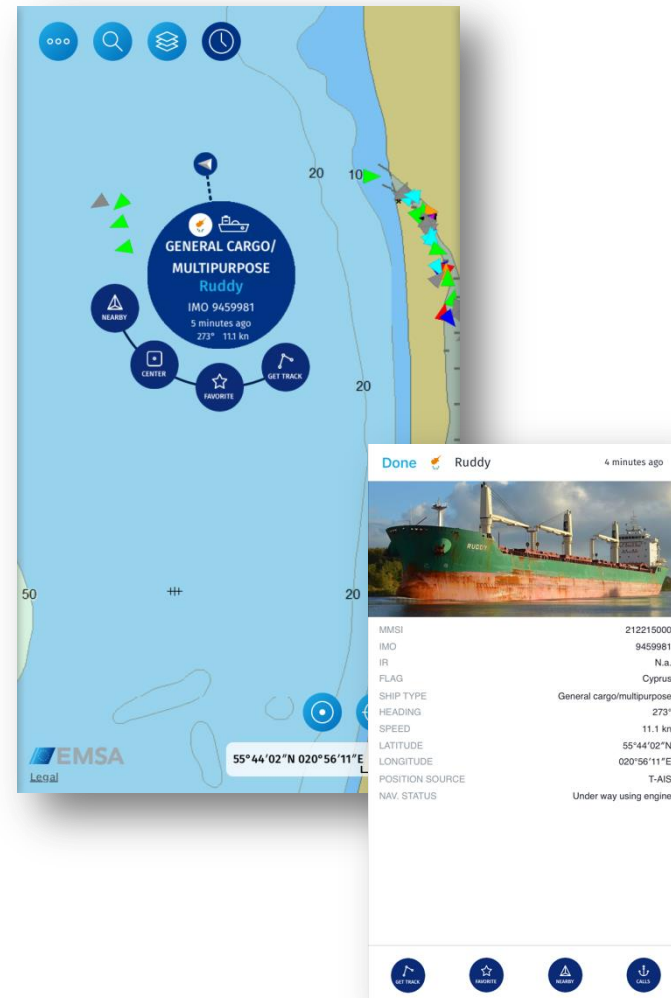 20
10
GENERAL CARGO/
MULTIPURPOSE
Ruddy
IMO 9459981
5 minutes ago
273° 11.1 kn
NEARBY
CENTER
FAVORITE
GET TRACK
20
50
20
EMSA
Legal
55°44'02"N 020°56'11"E
Done Ruddy 4 minutes ago
RUDDY
MMSI 212215000
IMO 9459981
IR N.a.
FLAG Cyprus
SHIP TYPE General cargo/multipurpose
HEADING 273°
SPEED 11.1 kn
LATITUDE 55°44'02"N
LONGITUDE 020°56'11"E
POSITION SOURCE T-AIS
NAV. STATUS Under way using engine
GET TRACK
FAVORITE
NEARBY
CALLS